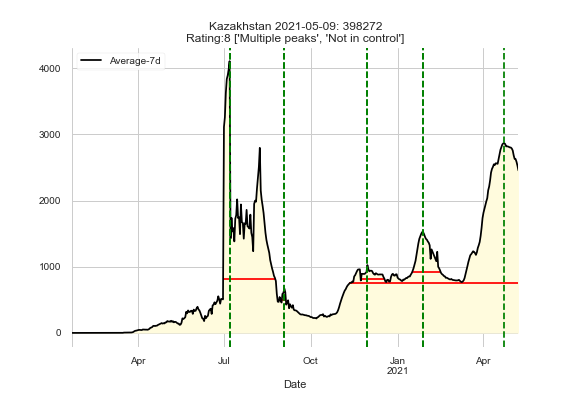 Kazakhstan 2021-05-09: 398272
Rating:8 ['Multiple peaks', 'Not in control']
Average-7d
4000
3000
2000
1000
0
Apr
Jul
Oct
Jan
2021
Apr
Date